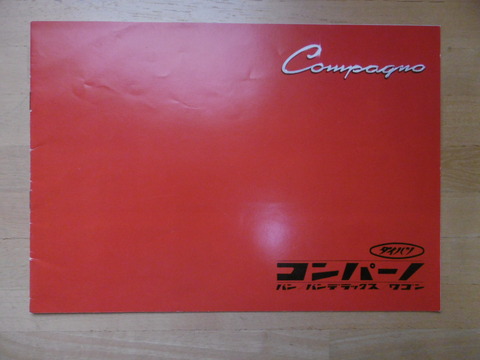 Compagno
ダイハツ
コンパーノ
バン バンデラックス ワゴン